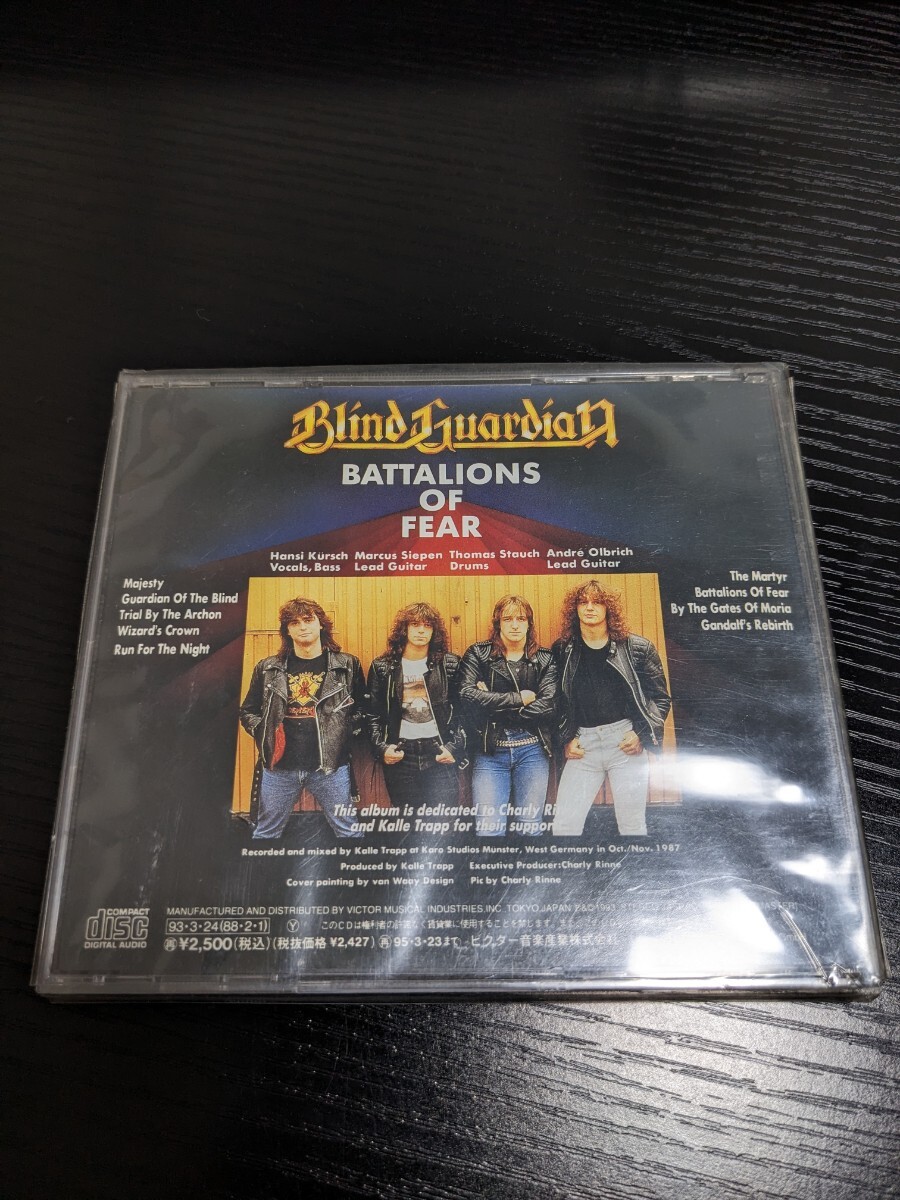 Blind Guardian
BATTALIONS
OF
FEAR
Hansi Kürsch
Vocals, Bass
Marcus Siepen
Lead Guitar
Thomas Stauch
Drums
André Olbrich
Lead Guitar
Majesty
Guardian Of The Blind
Trial By The Archon
Wizard's Crown
Run For The Night
The Martyr
Battalions Of Fear
By The Gates Of Moria
Gandalf's Rebirth
This album is dedicated to Charly
and Kalle Trapp for their support
Recorded and mixed by Kalle Trapp at Karo Studios Munster, West Germany in Oct./Nov. 1987
Produced by Kalle Trapp Executive Producer:Charly Rinne
Cover painting by van Waay Design Pic by Charly Rinne
COMPACT
disc
DIGITAL AUDIO
MANUFACTURED AND DISTRIBUTED BY VICTOR MUSICAL INDUSTRIES, INC. TOKYO, JAPAN
93・3・24(88・2・1) Y このCDは権利者の許諾なく賃貸業に使用することを禁じます。
再 ¥2,500(税込)(税抜価格 ¥2,427) 再 95・3・23まで ビクター音楽産業株式会社